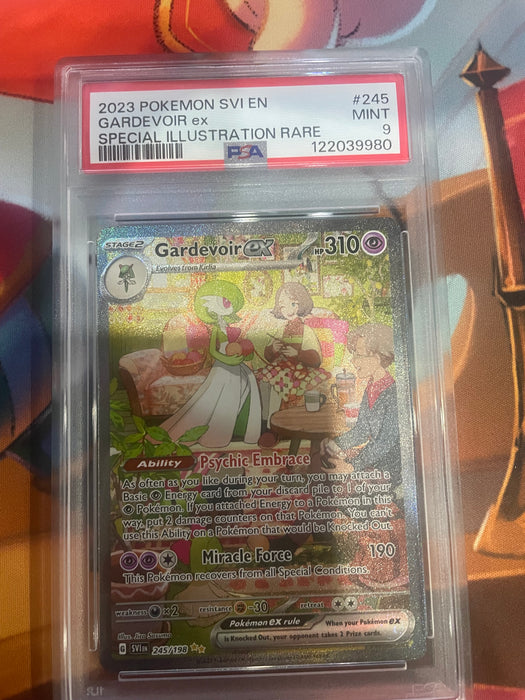 2023 POKEMON SVI EN #245
GARDEVOIR ex MINT
SPECIAL ILLUSTRATION RARE 9
PSA 122039980
STAGE2 Gardevoir ex HP310
Evolves from Kirlia
Ability Psychic Embrace
As often as you like during your turn, you may attach a
Basic Energy card from your discard pile to 1 of your
Pokémon. If you attached Energy to a Pokémon in this
way, put 2 damage counters on that Pokémon. You can't
use this Ability on a Pokémon that would be Knocked Out.
Miracle Force 190
This Pokémon recovers from all Special Conditions.
weakness ×2 resistance -30 retreat
Pokémon ex rule When your Pokémon ex
is Knocked Out, your opponent takes 2 Prize cards.
Illus. Jiro Sasumo
G SVI EN 245/198